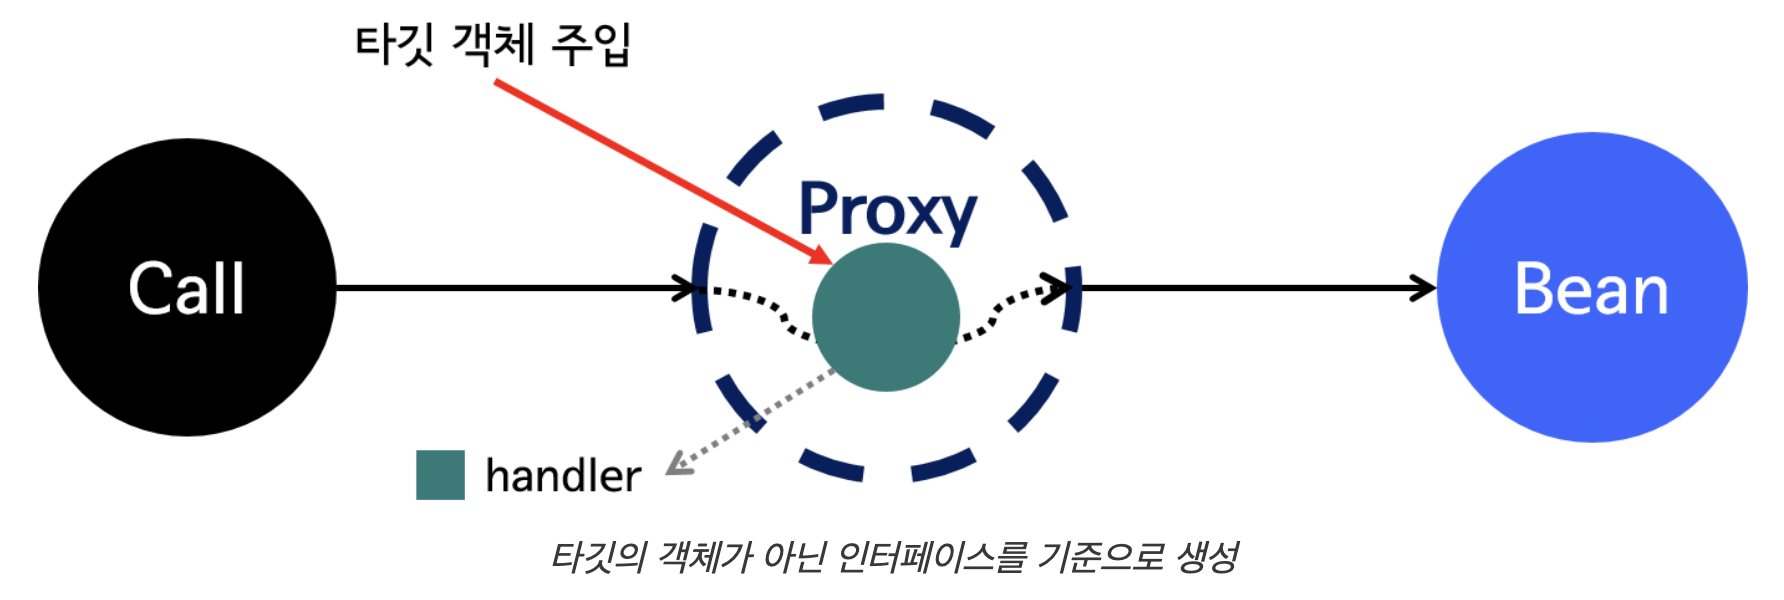 타깃 객체 주입
Proxy
Call
Bean
handler
타깃의 객체가 아닌 인터페이스를 기준으로 생성